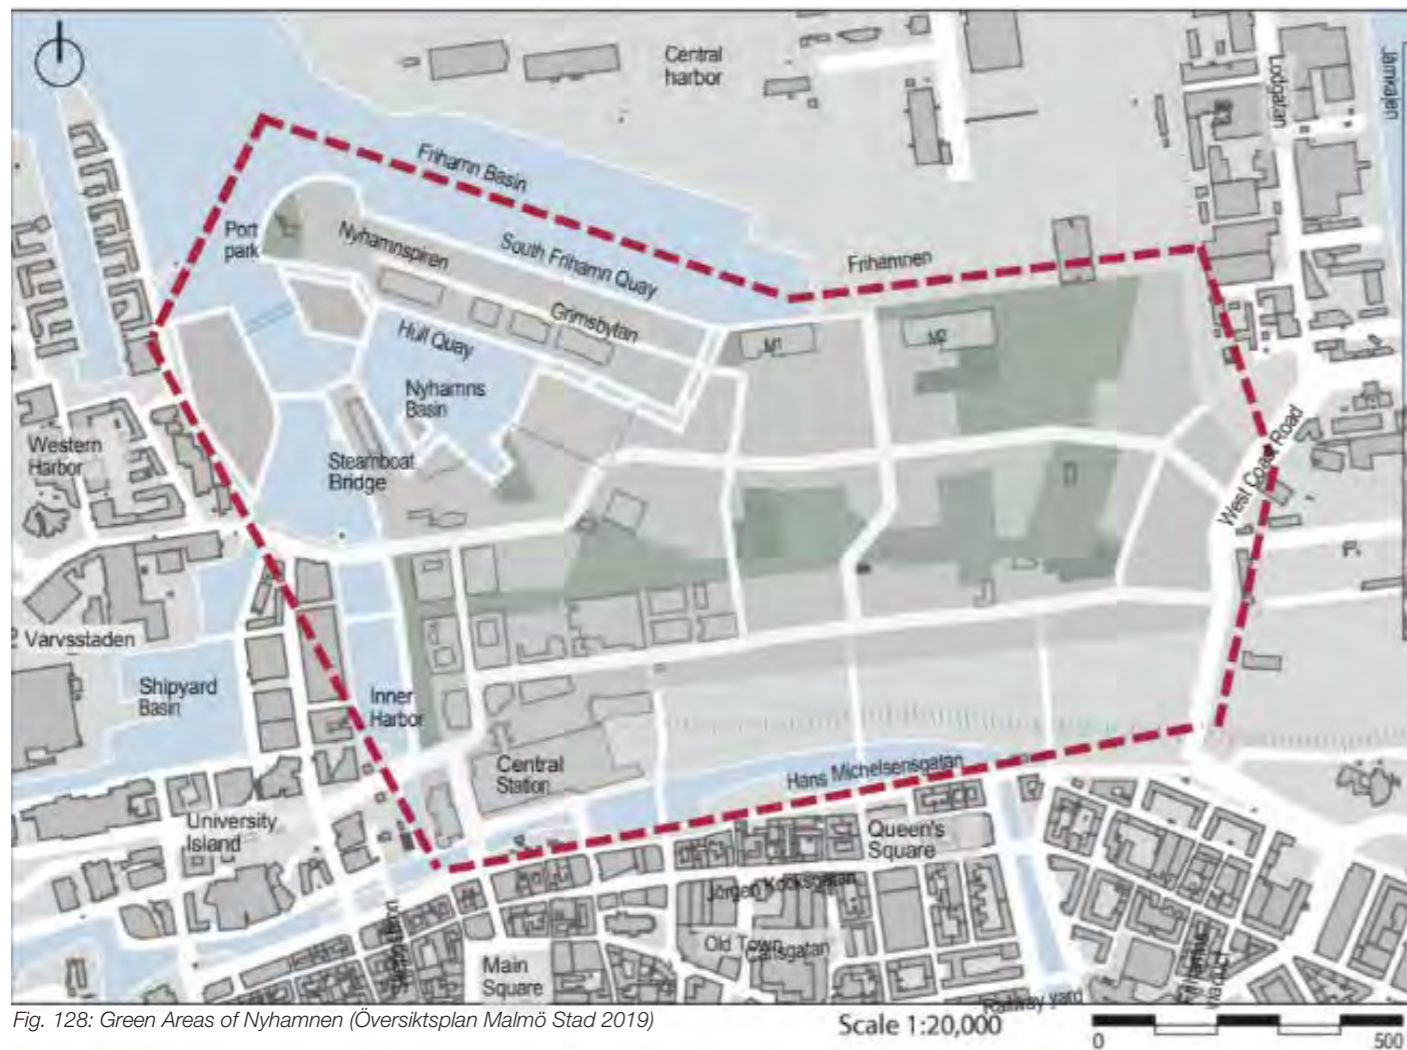 Central
harbor
Lodgatan
Frihamn Basin
Port
park
Nyhamnspiren
South Frihamn Quay
Frihamnen
Grimsbytan
Hull Quay
M1
M2
Nyhamns
Basin
Western
Harbor
Steamboat
Bridge
West Coast Road
Varvsstaden
Shipyard
Basin
Inner
Harbor
Central
Station
Hans Michelsensgatan
University
Island
Queen's
Square
Jörgen Kocksgatan
Old Town
Carlsgatan
Main
Square
Railway yard
Fig. 128: Green Areas of Nyhamnen (Översiktsplan Malmö Stad 2019)
Scale 1:20,000
0
500